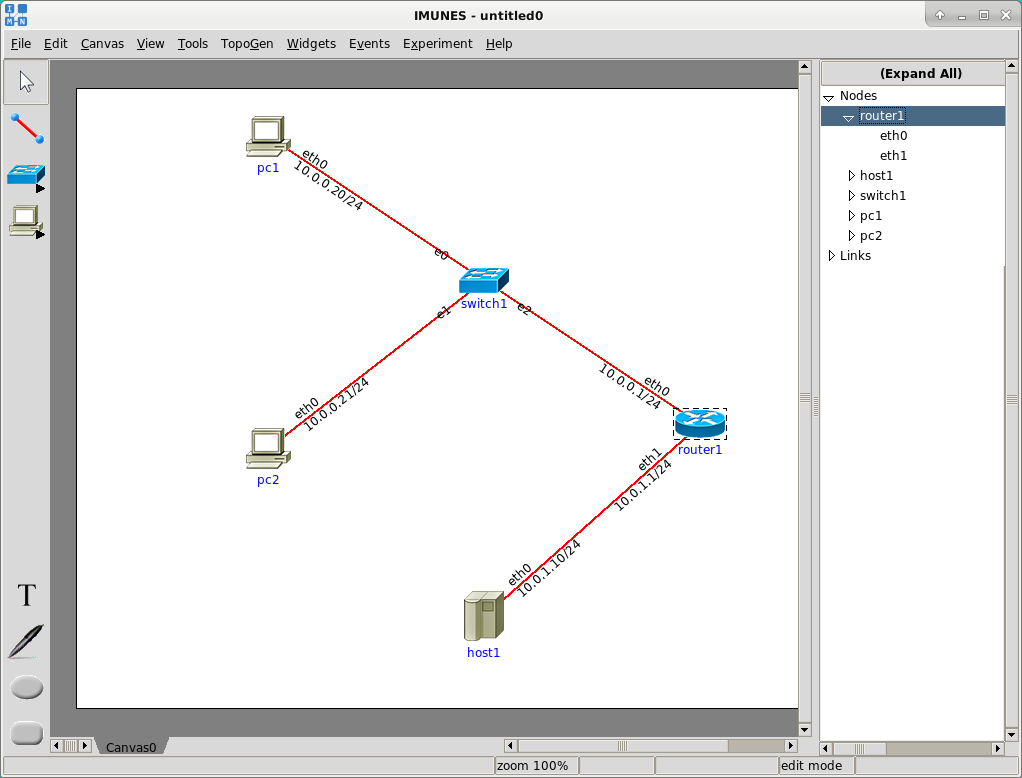 IMUNES - untitled0
File Edit Canvas View Tools TopoGen Widgets Events Experiment Help
(Expand All)
Nodes
router1
eth0
eth1
host1
switch1
pc1
pc2
Links
pc1
eth0
10.0.0.20/24
e0
switch1
e1
e2
eth0
10.0.0.21/24
pc2
eth0
10.0.0.1/24
router1
eth1
10.0.1.1/24
eth0
10.0.1.10/24
host1
T
Canvas0
zoom 100%
edit mode